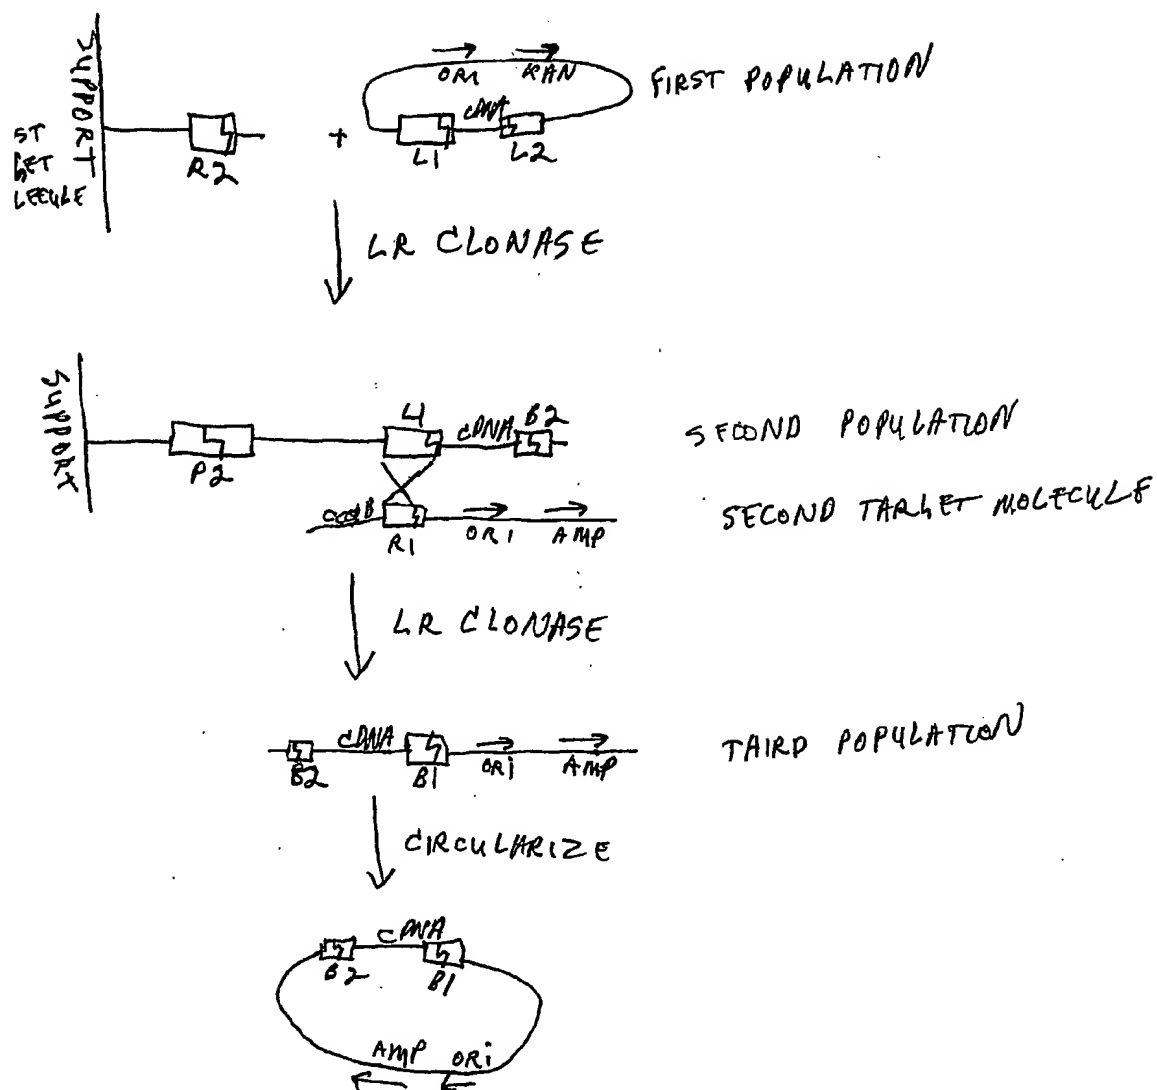 SUPPORT
ORI KAN
FIRST POPULATION
cDNA
L1 L2
ST
GET
LECULE
R2
+
LR CLONASE
SUPPORT
L1 cDNA B2
SECOND POPULATION
P2
ccdB
R1 ORI AMP
SECOND TARGET MOLECULE
LR CLONASE
cDNA
B2 B1 ORI AMP
THIRD POPULATION
CIRCULARIZE
cDNA
B2 B1
AMP ORI